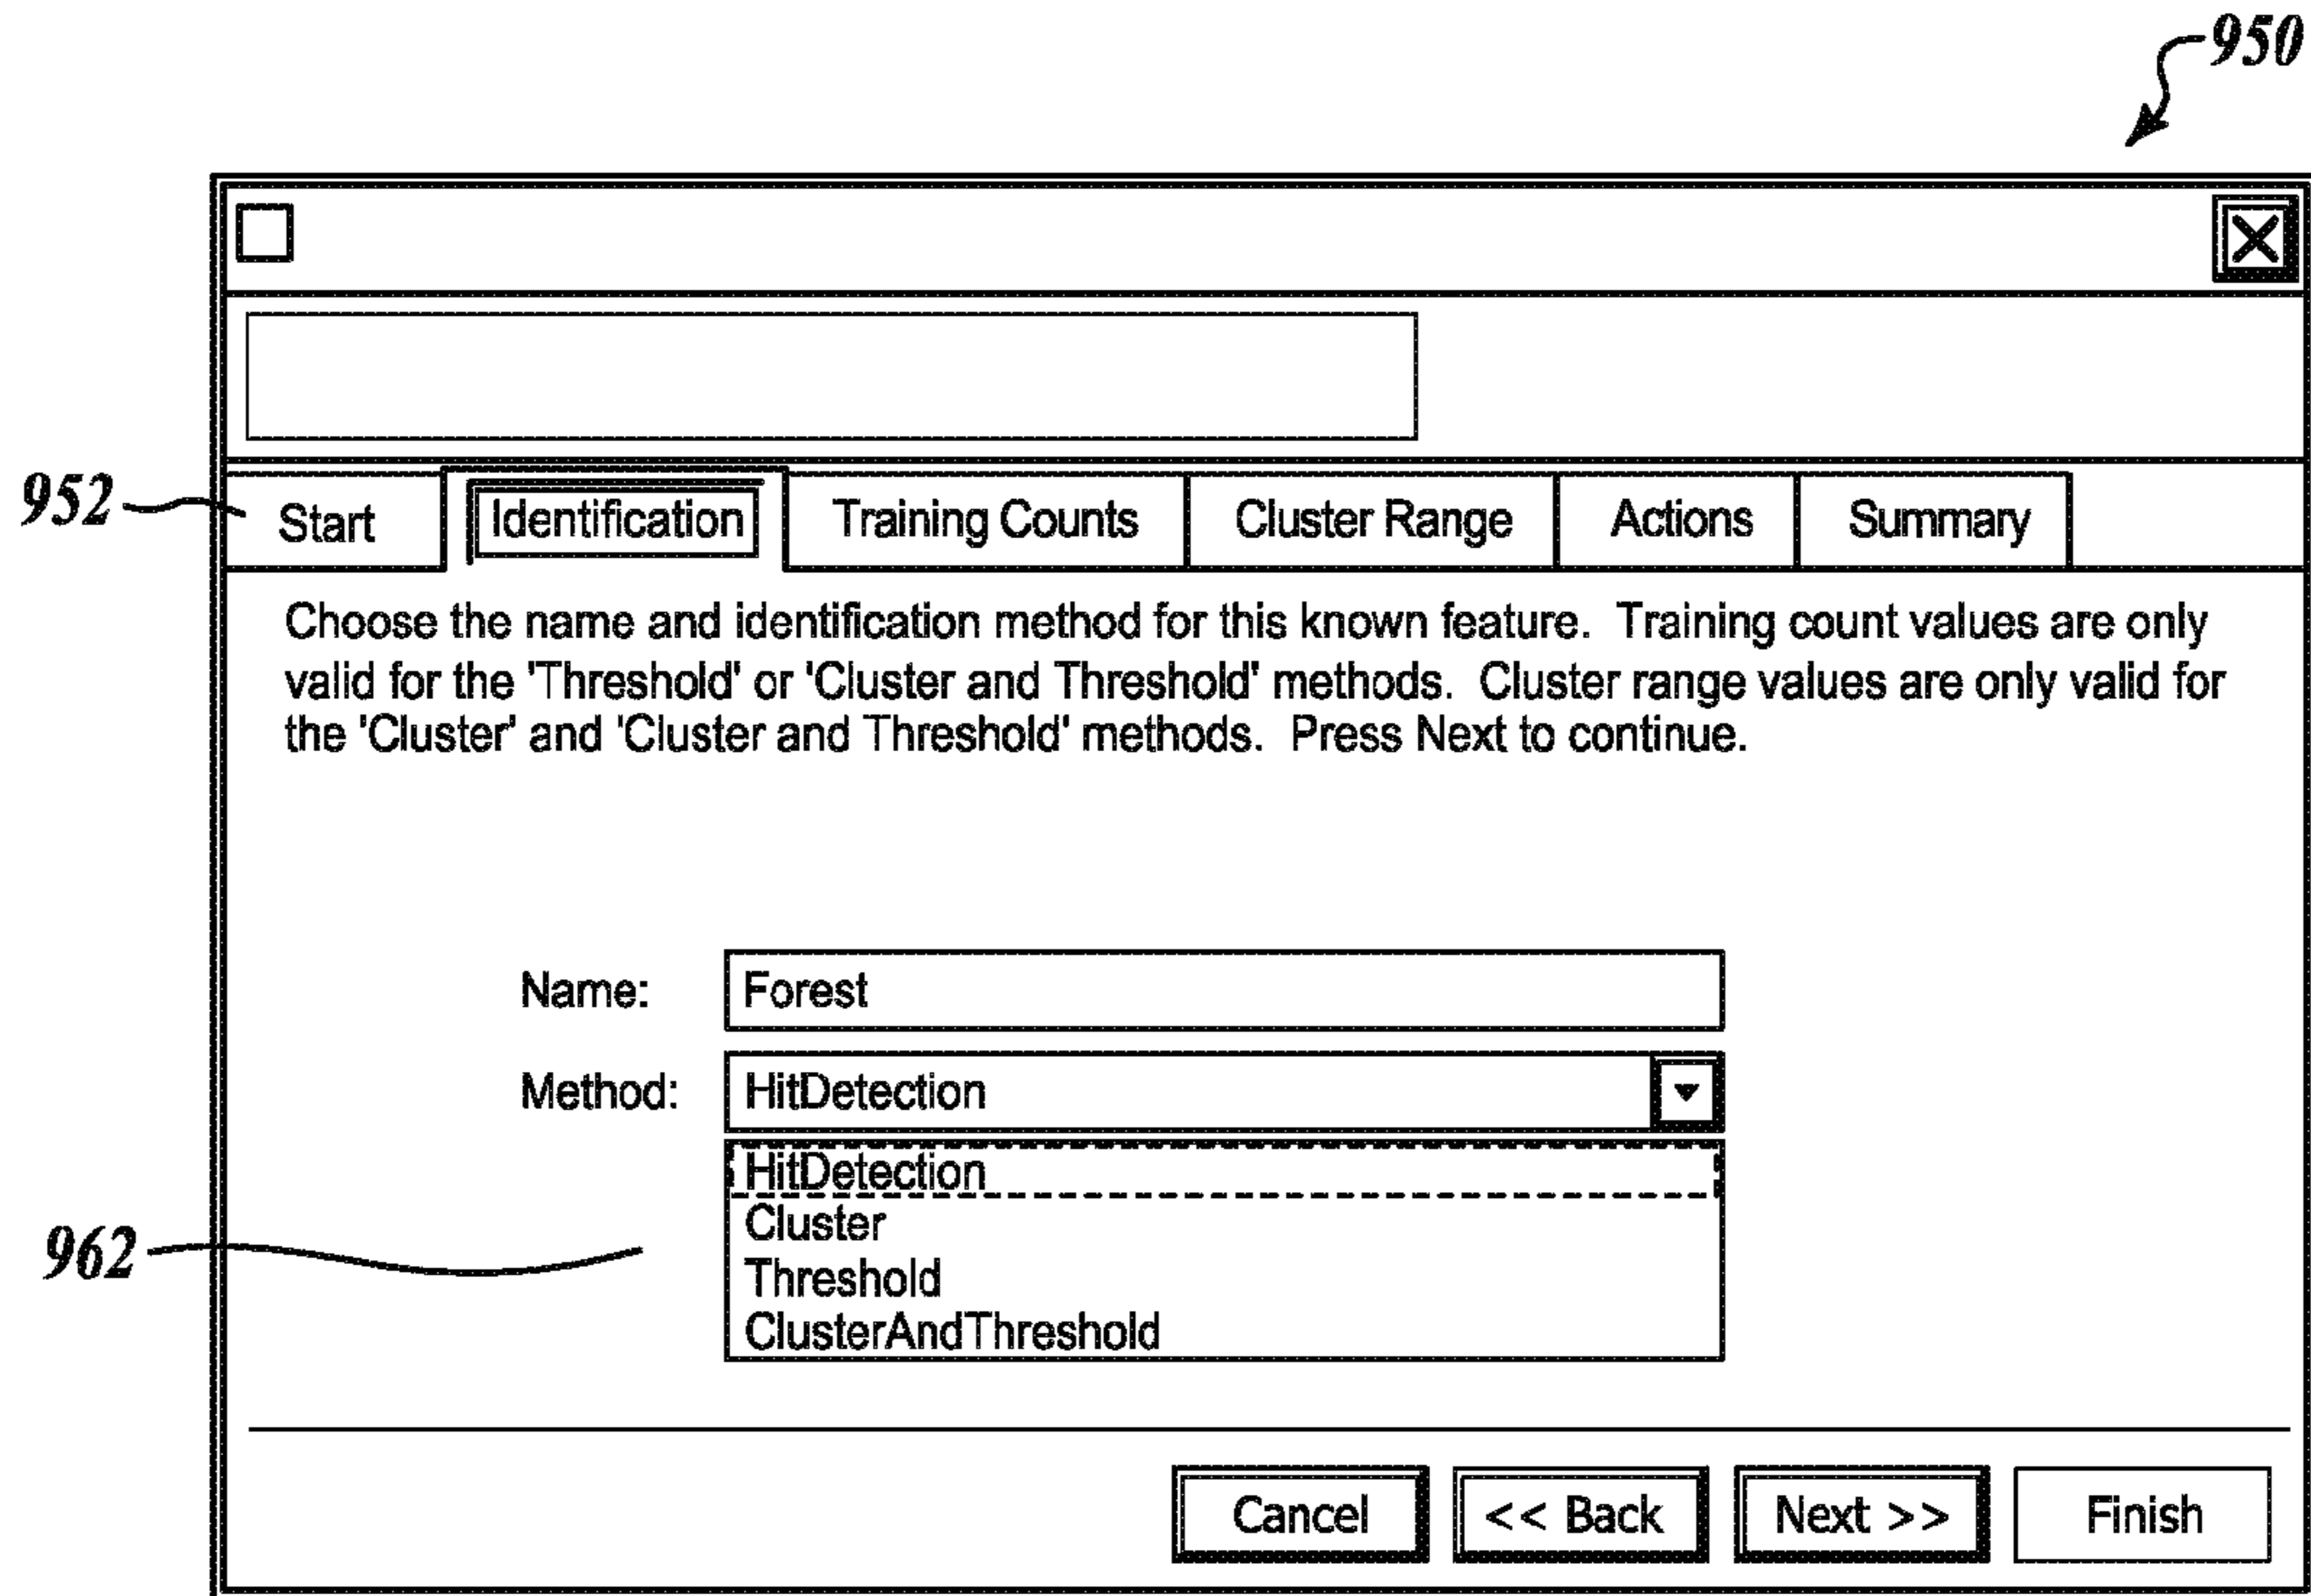 950
952
Start Identification Training Counts Cluster Range Actions Summary
Choose the name and identification method for this known feature. Training count values are only
valid for the 'Threshold' or 'Cluster and Threshold' methods. Cluster range values are only valid for
the 'Cluster' and 'Cluster and Threshold' methods. Press Next to continue.
Name: Forest
Method: HitDetection
HitDetection
Cluster
962
Threshold
ClusterAndThreshold
Cancel << Back Next >> Finish